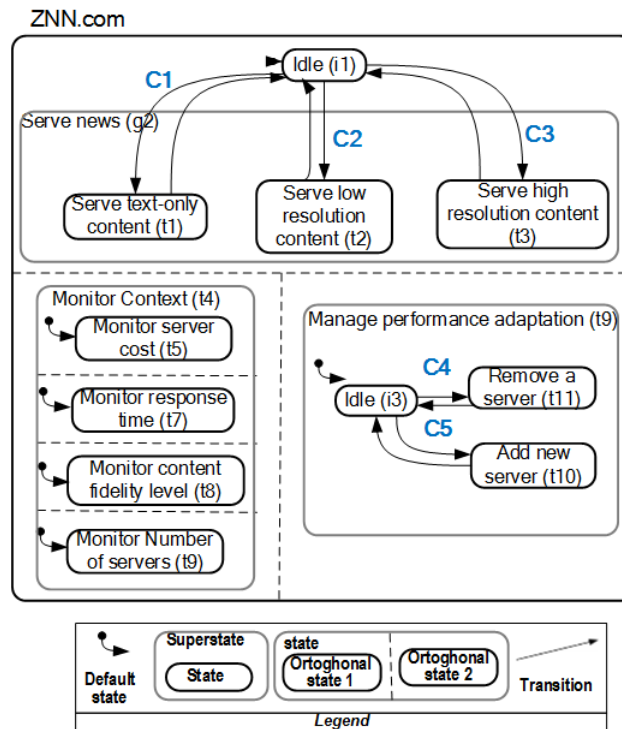 ZNN.com
Idle (i1)
C1
C2
C3
Serve news (g2)
Serve text-only
content (t1)
Serve low
resolution
content (t2)
Serve high
resolution content
(t3)
Monitor Context (t4)
Monitor server
cost (t5)
Monitor response
time (t7)
Monitor content
fidelity level (t8)
Monitor Number
of servers (t9)
Manage performance adaptation (t9)
Idle (i3)
C4
C5
Remove a
server (t11)
Add new
server (t10)
Default
state
Superstate
State
state
Ortoghonal
state 1
Ortoghonal
state 2
Transition
Legend